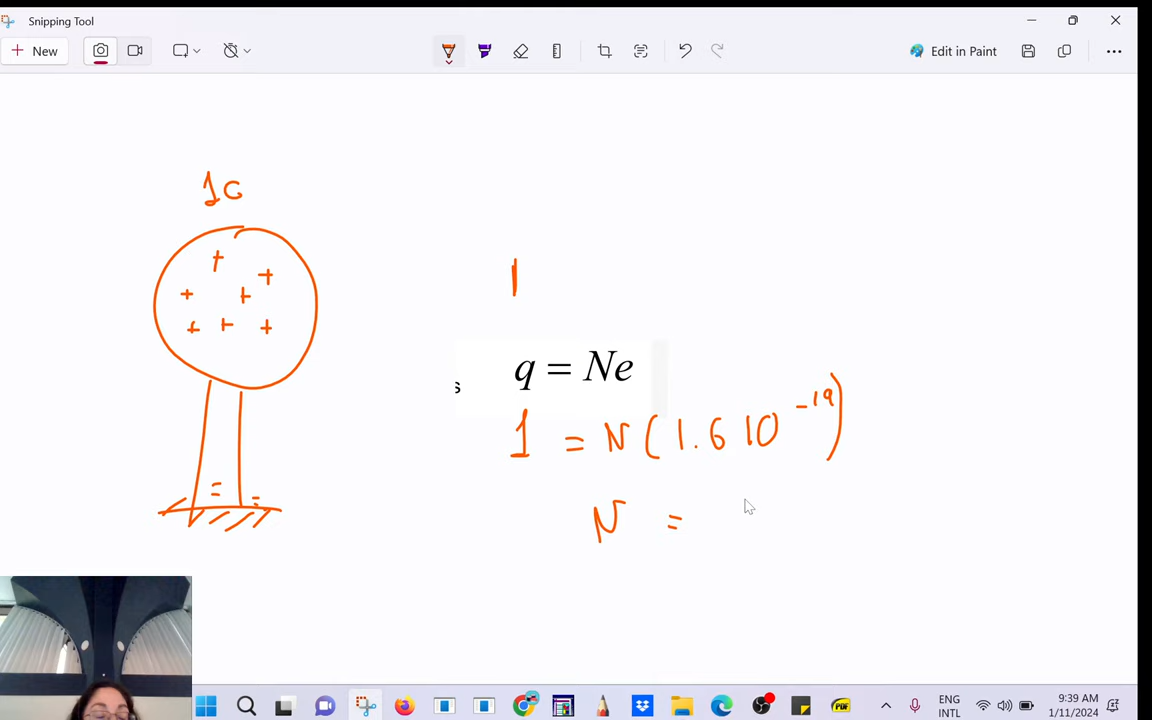 Snipping Tool
New
Edit in Paint
1C
1
q = Ne
s
1 = N(1.6 10⁻¹⁹)
N =
PDF
ENG
INTL
9:39 AM
1/11/2024